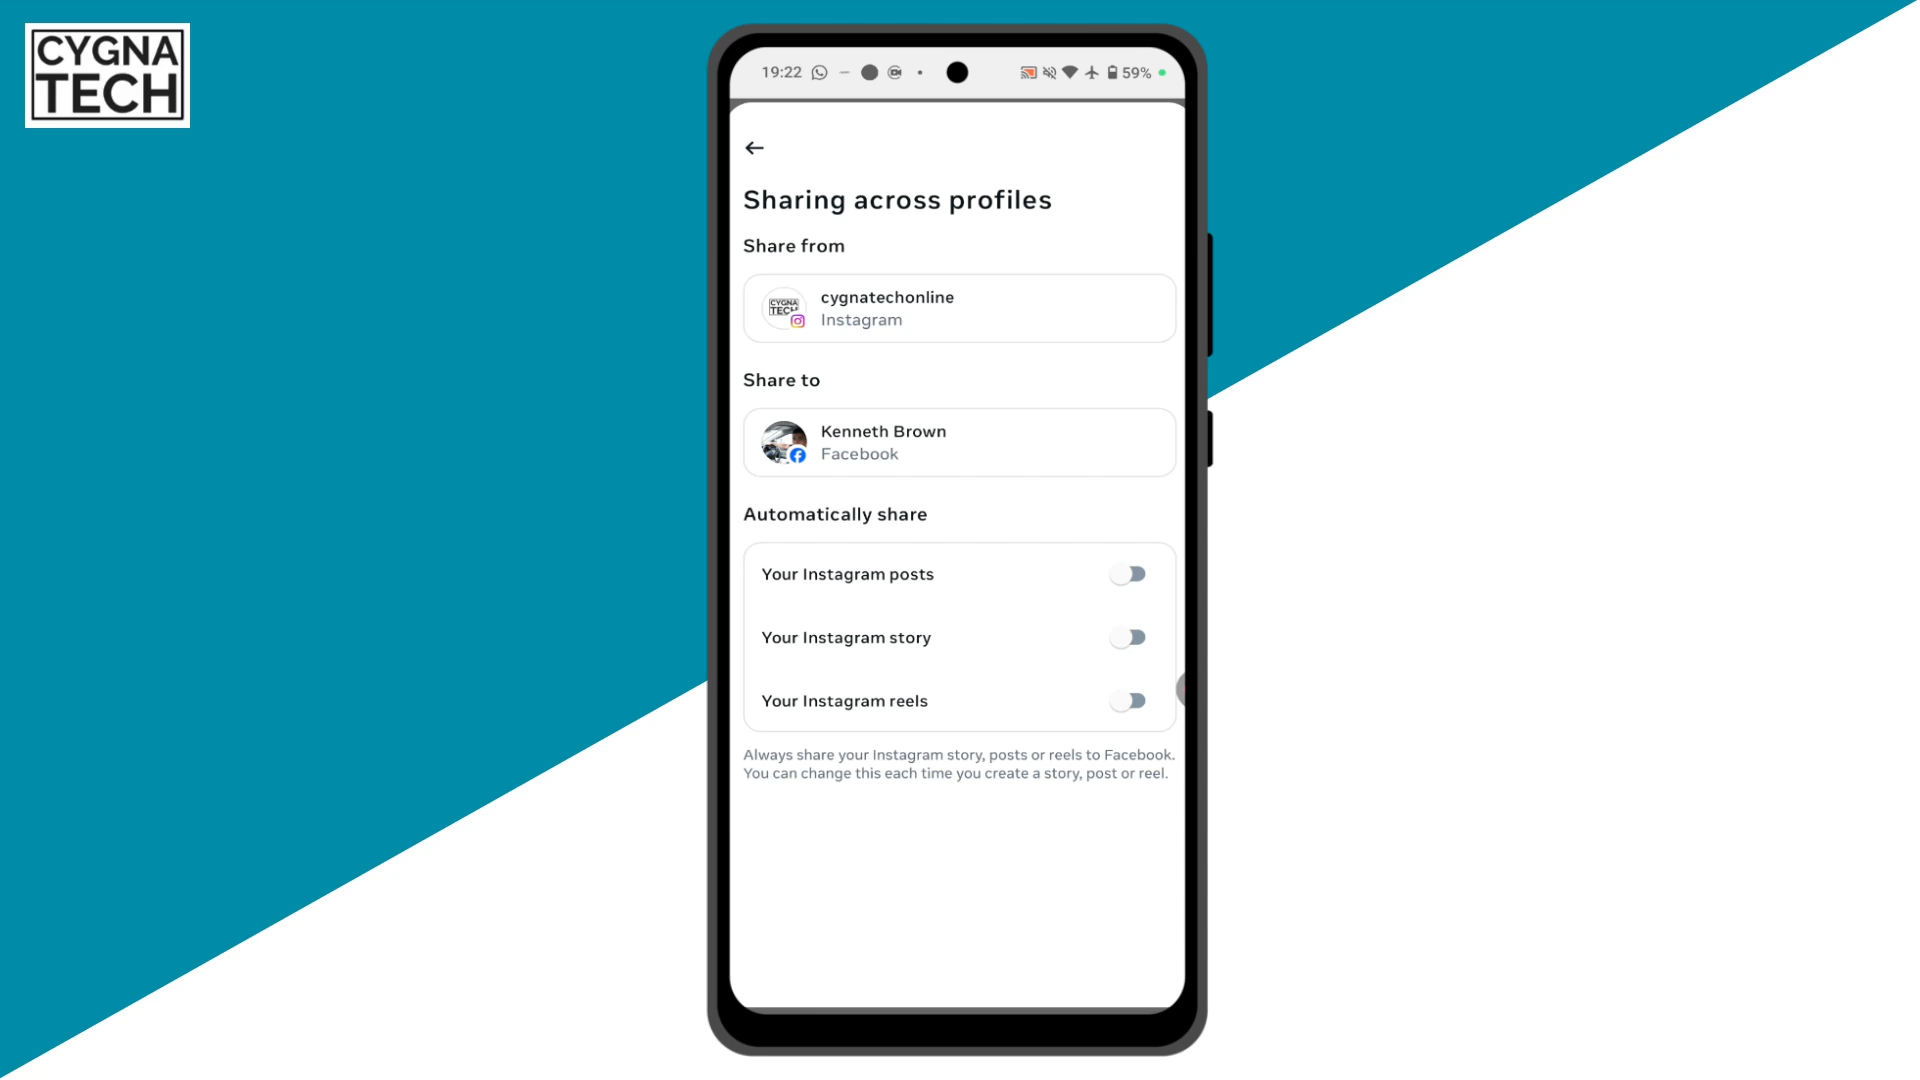 CYGNA
TECH
19:22
59%
Sharing across profiles
Share from
CYGNA
TECH
cygnatechonline
Instagram
Share to
Kenneth Brown
Facebook
Automatically share
Your Instagram posts
Your Instagram story
Your Instagram reels
Always share your Instagram story, posts or reels to Facebook.
You can change this each time you create a story, post or reel.